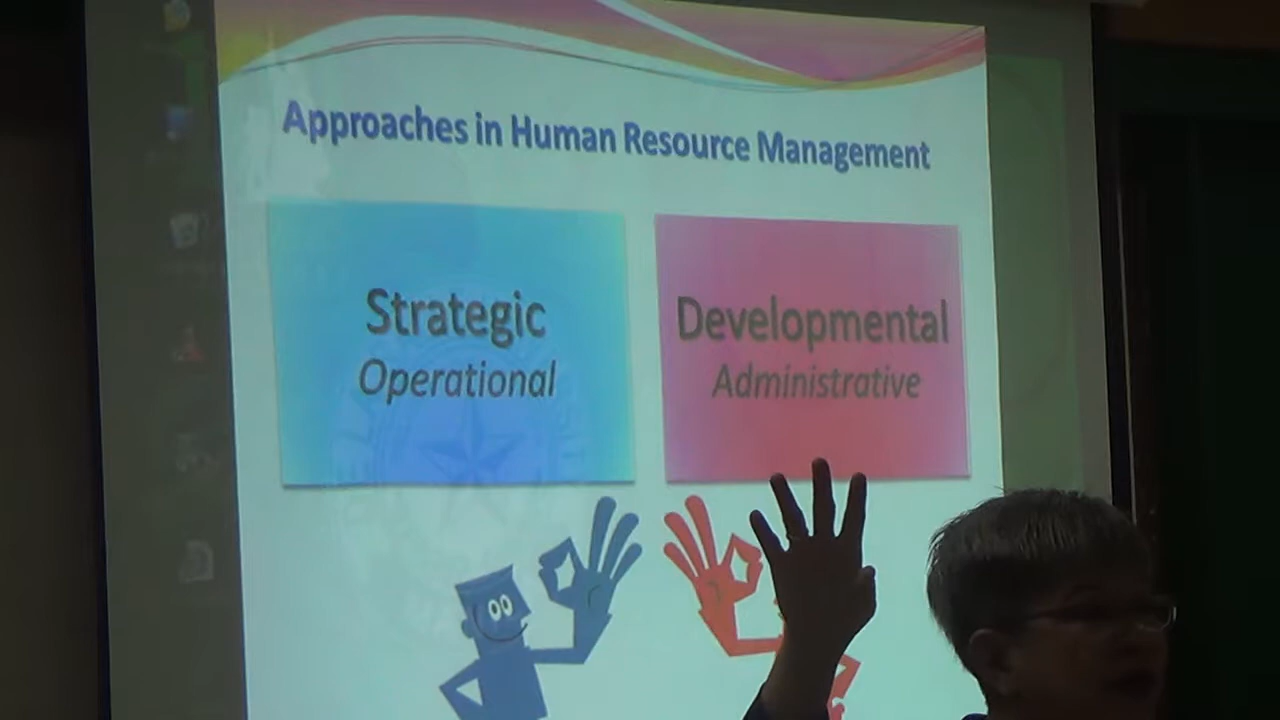 Approaches in Human Resource Management
Strategic
Operational
Developmental
Administrative